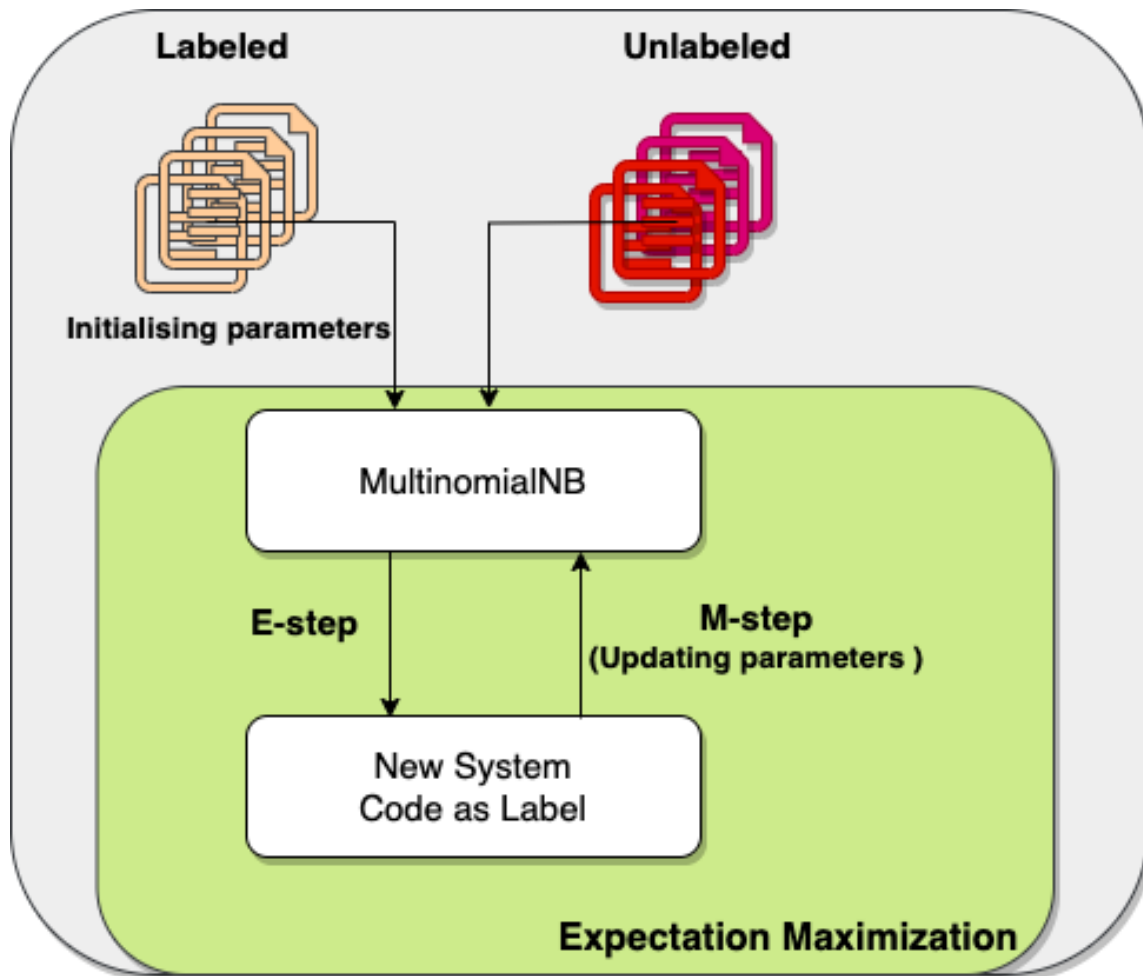 Labeled
Unlabeled
Initialising parameters
MultinomialNB
E-step
M-step
(Updating parameters )
New System
Code as Label
Expectation Maximization